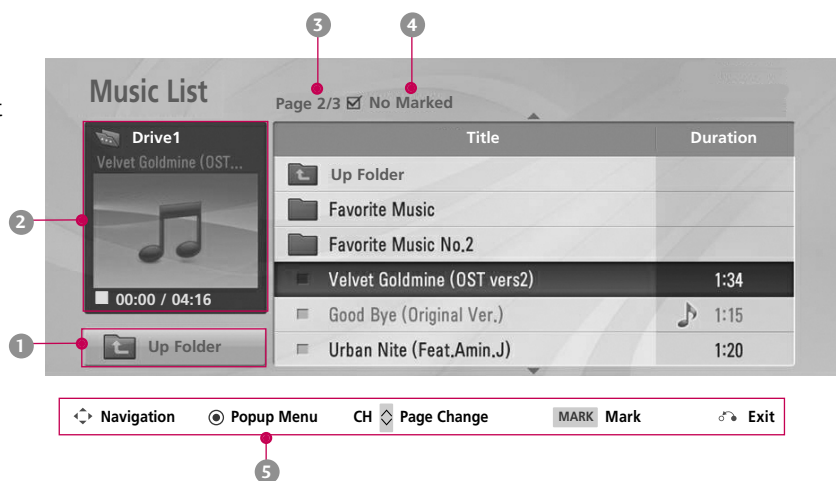 3 4
Music List
Page 2/3 No Marked
t
Drive1
Velvet Goldmine (OST...
Title Duration
Up Folder
Favorite Music
2
Favorite Music No.2
Velvet Goldmine (OST vers2) 1:34
00:00 / 04:16
Good Bye (Original Ver.) 1:15
1
Up Folder
Urban Nite (Feat.Amin.J) 1:20
Navigation Popup Menu CH Page Change MARK Mark Exit
5